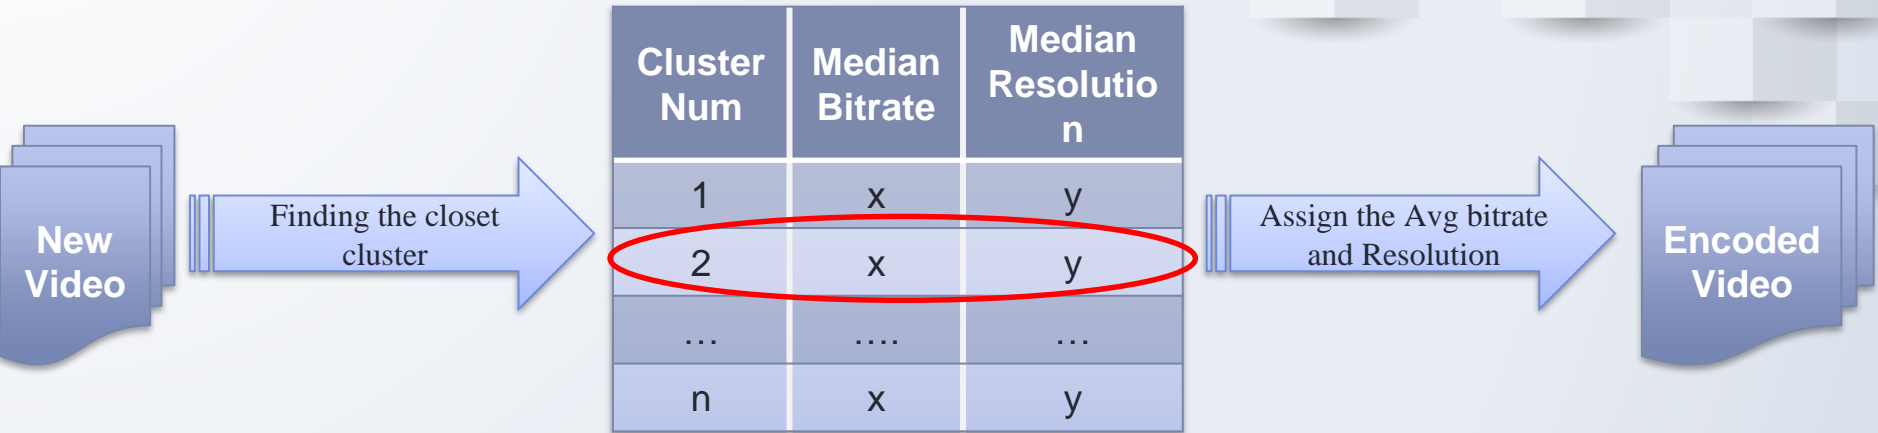 New
Video
Finding the closet
cluster
Cluster
Num
Median
Bitrate
Median
Resolutio
n
1 x y
2 x y
... .... ...
n x y
Assign the Avg bitrate
and Resolution
Encoded
Video